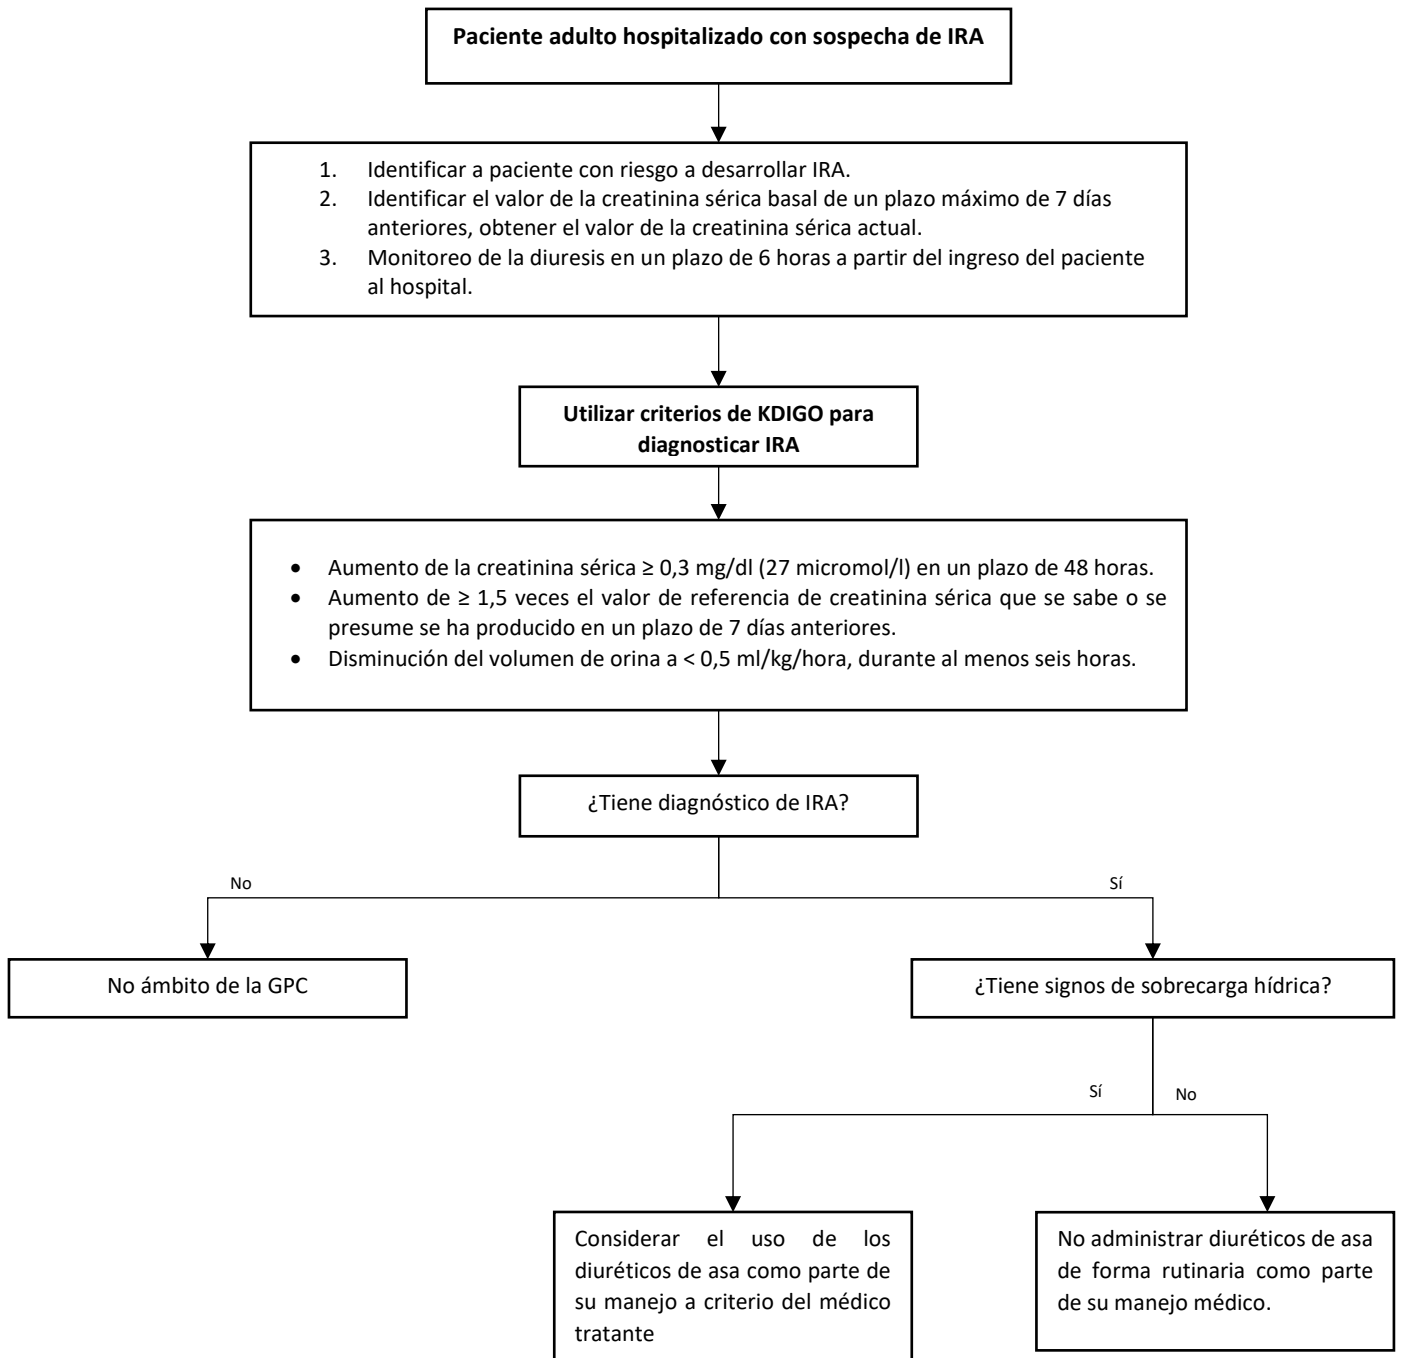 Paciente adulto hospitalizado con sospecha de IRA
1. Identificar a paciente con riesgo a desarrollar IRA.
2. Identificar el valor de la creatinina sérica basal de un plazo máximo de 7 días
anteriores, obtener el valor de la creatinina sérica actual.
3. Monitoreo de la diuresis en un plazo de 6 horas a partir del ingreso del paciente
al hospital.
Utilizar criterios de KDIGO para
diagnosticar IRA
• Aumento de la creatinina sérica ≥ 0,3 mg/dl (27 micromol/l) en un plazo de 48 horas.
• Aumento de ≥ 1,5 veces el valor de referencia de creatinina sérica que se sabe o se
presume se ha producido en un plazo de 7 días anteriores.
• Disminución del volumen de orina a < 0,5 ml/kg/hora, durante al menos seis horas.
¿Tiene diagnóstico de IRA?
No
Sí
No ámbito de la GPC
¿Tiene signos de sobrecarga hídrica?
Sí
No
Considerar el uso de los
diuréticos de asa como parte de
su manejo a criterio del médico
tratante
No administrar diuréticos de asa
de forma rutinaria como parte
de su manejo médico.